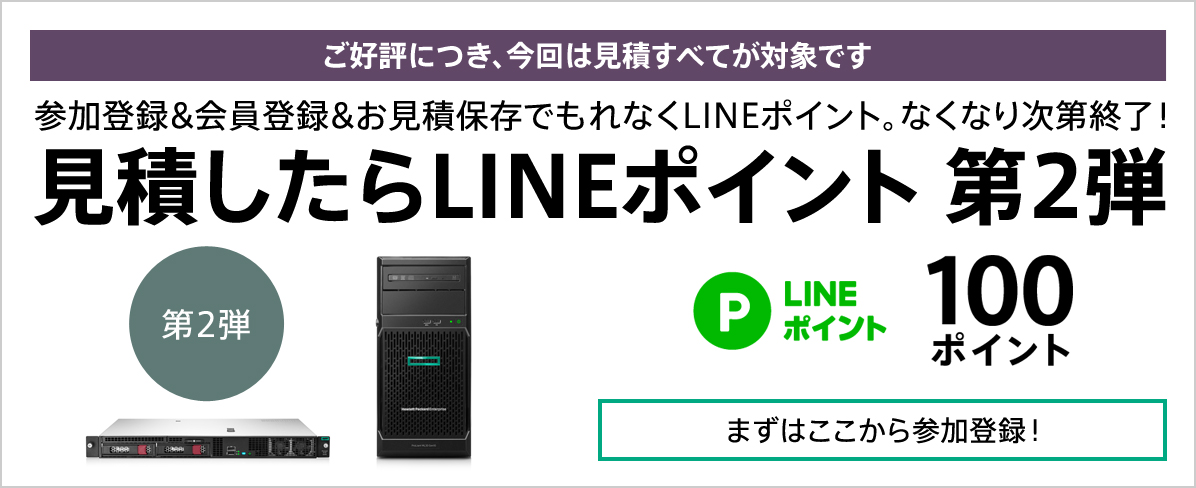 ご好評につき、今回は見積すべてが対象です
参加登録&会員登録&お見積保存でもれなくLINEポイント。なくなり次第終了！
見積したらLINEポイント 第2弾
第2弾
P
LINE
ポイント
100
ポイント
Hewlett Packard Enterprise
まずはここから参加登録！